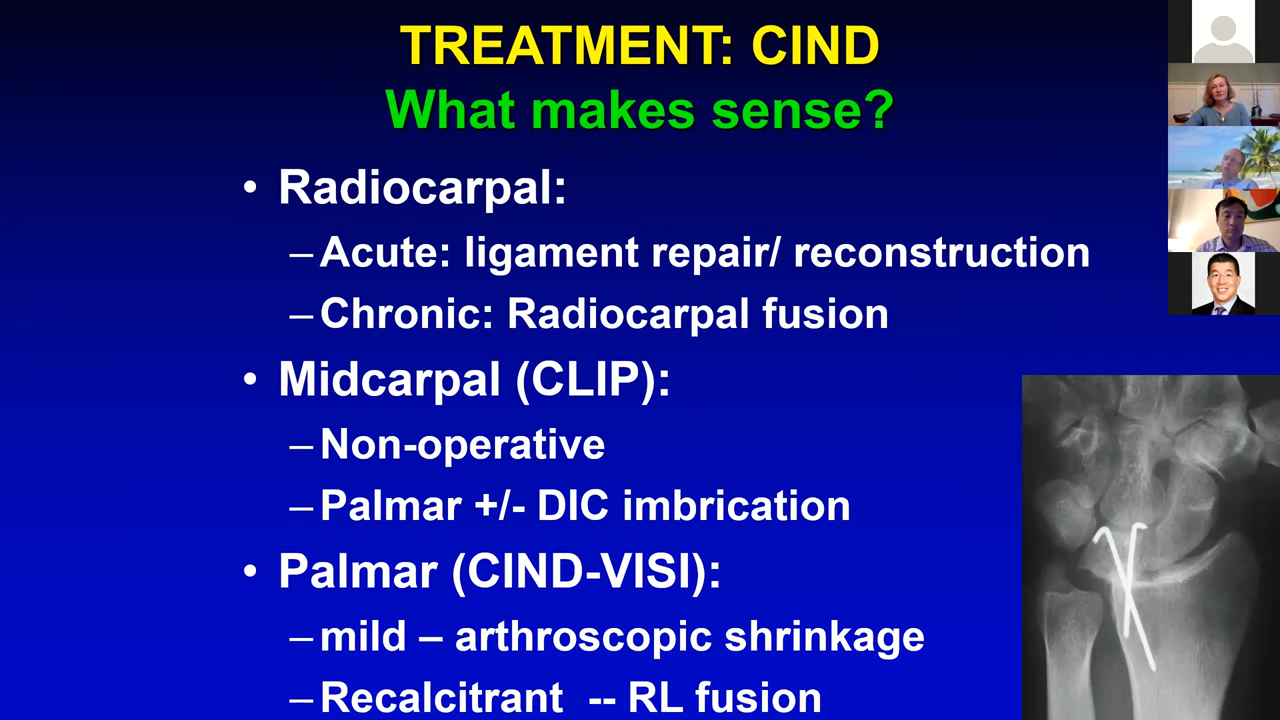 TREATMENT: CIND
What makes sense?
• Radiocarpal:
–Acute: ligament repair/ reconstruction
–Chronic: Radiocarpal fusion
• Midcarpal (CLIP):
–Non-operative
–Palmar +/- DIC imbrication
• Palmar (CIND-VISI):
–mild – arthroscopic shrinkage
–Recalcitrant -- RL fusion